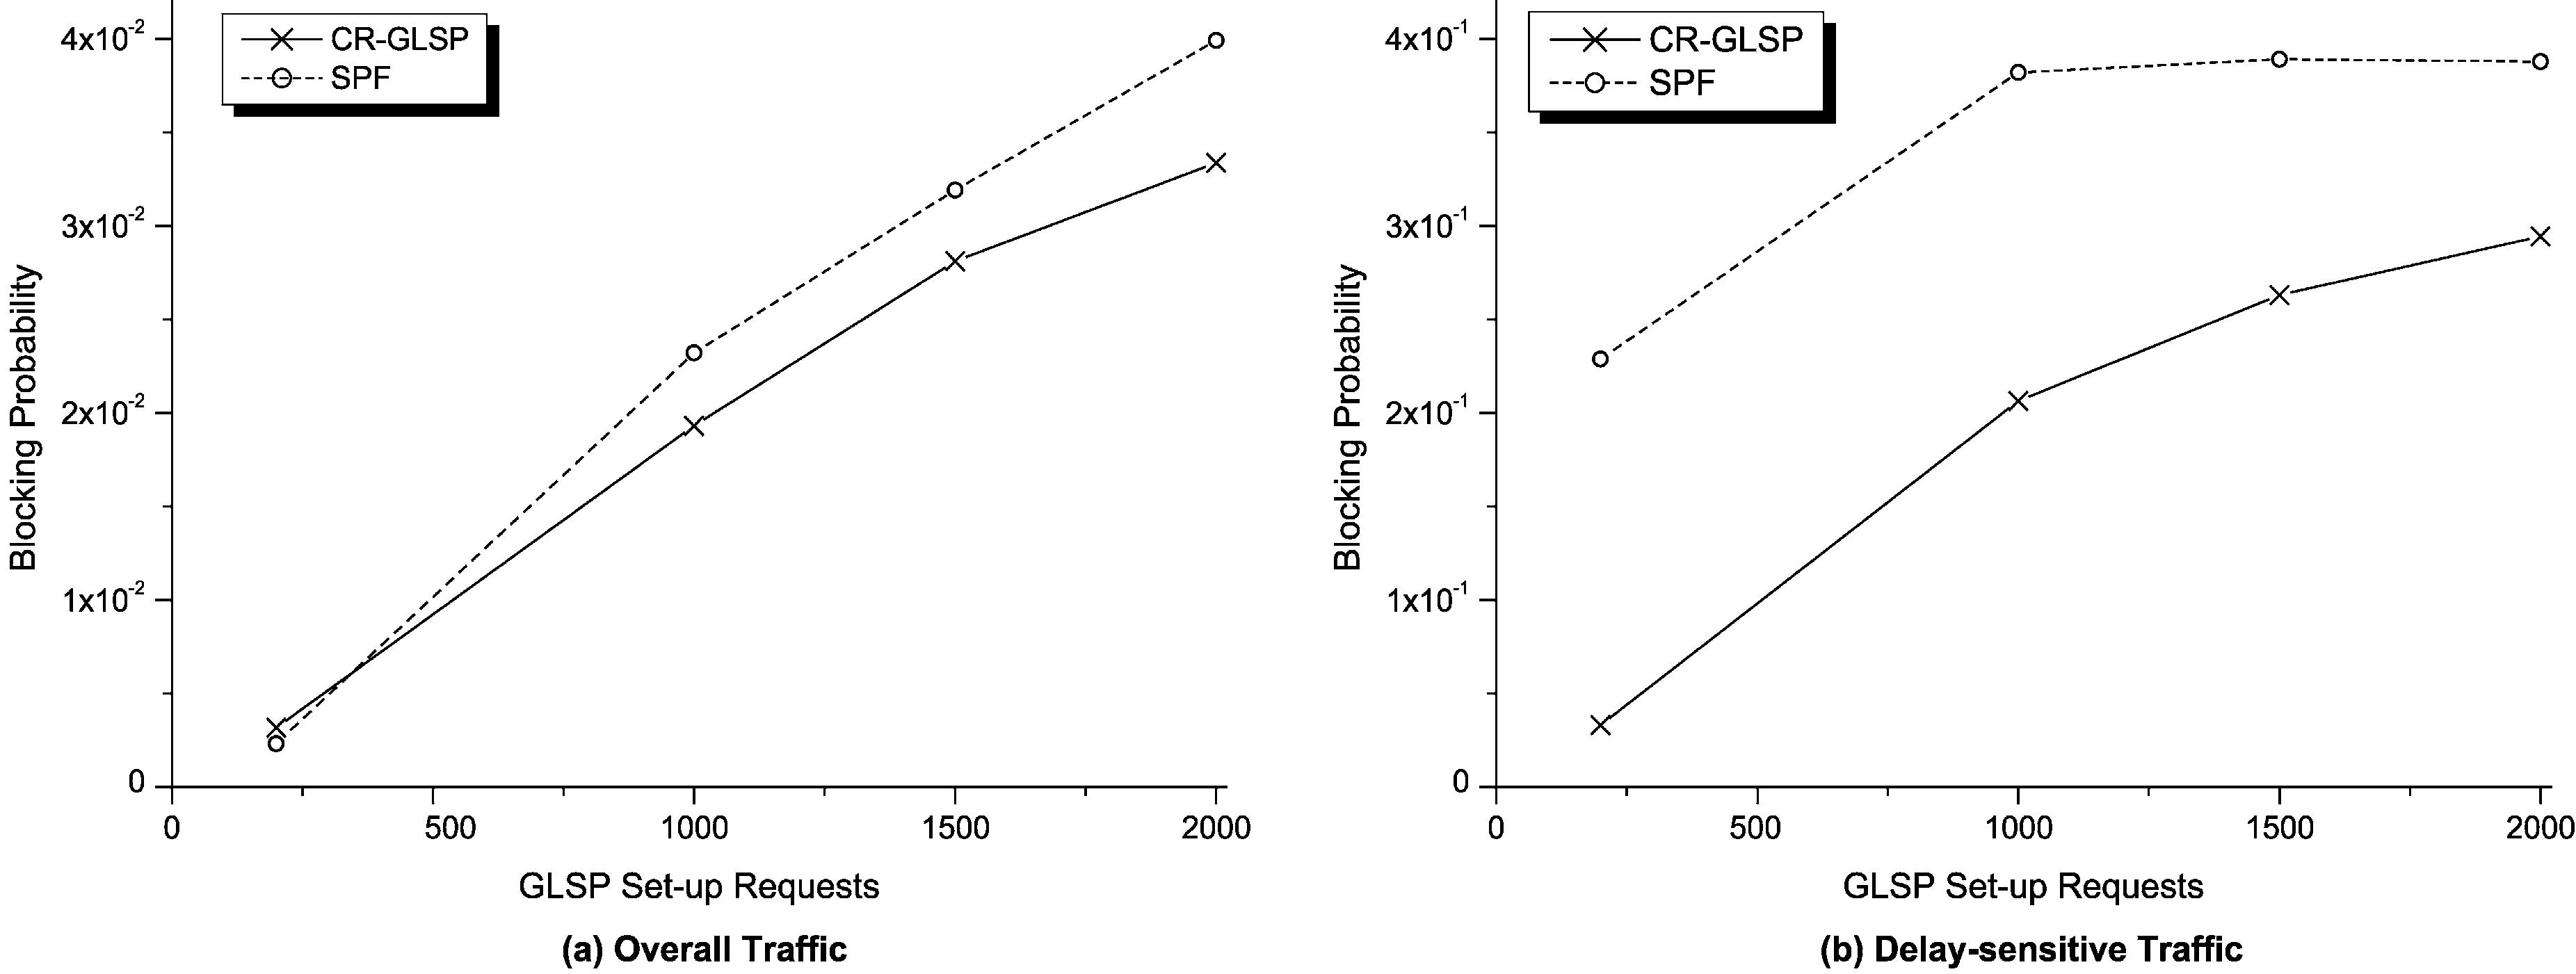 CR-GLSP
SPF
4x10⁻²
3x10⁻²
2x10⁻²
1x10⁻²
0
Blocking Probability
0 500 1000 1500 2000
GLSP Set-up Requests
(a) Overall Traffic
CR-GLSP
SPF
4x10⁻¹
3x10⁻¹
2x10⁻¹
1x10⁻¹
0
Blocking Probability
0 500 1000 1500 2000
GLSP Set-up Requests
(b) Delay-sensitive Traffic